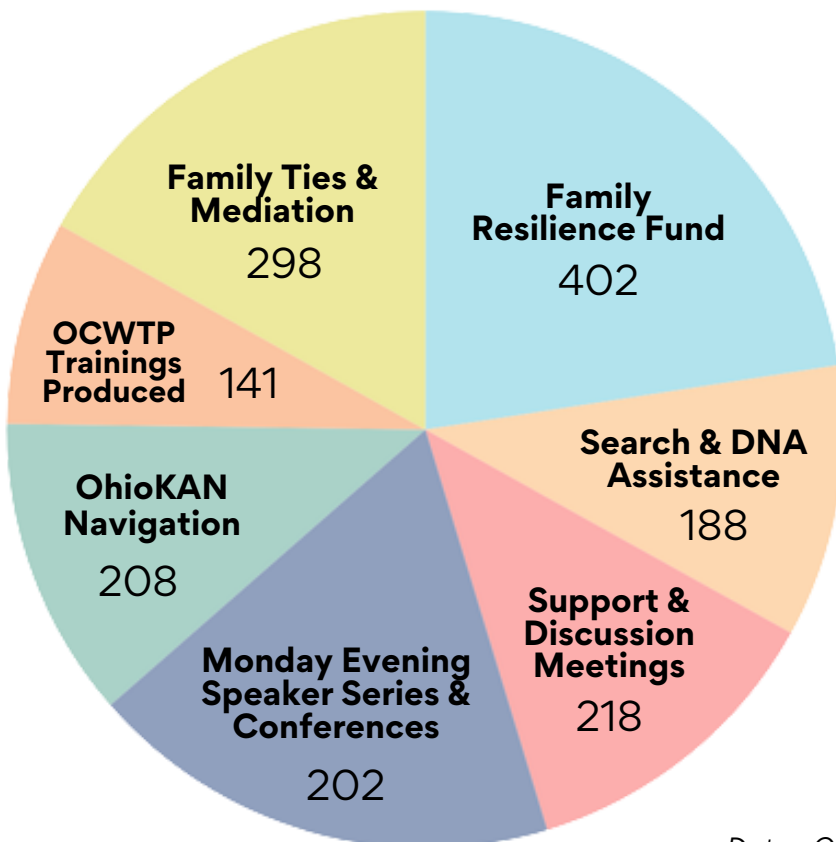 Family Ties &
Mediation
298
Family
Resilience Fund
402
OCWTP
Trainings
Produced
141
Search & DNA
Assistance
188
OhioKAN
Navigation
208
Support &
Discussion
Meetings
218
Monday Evening
Speaker Series &
Conferences
202